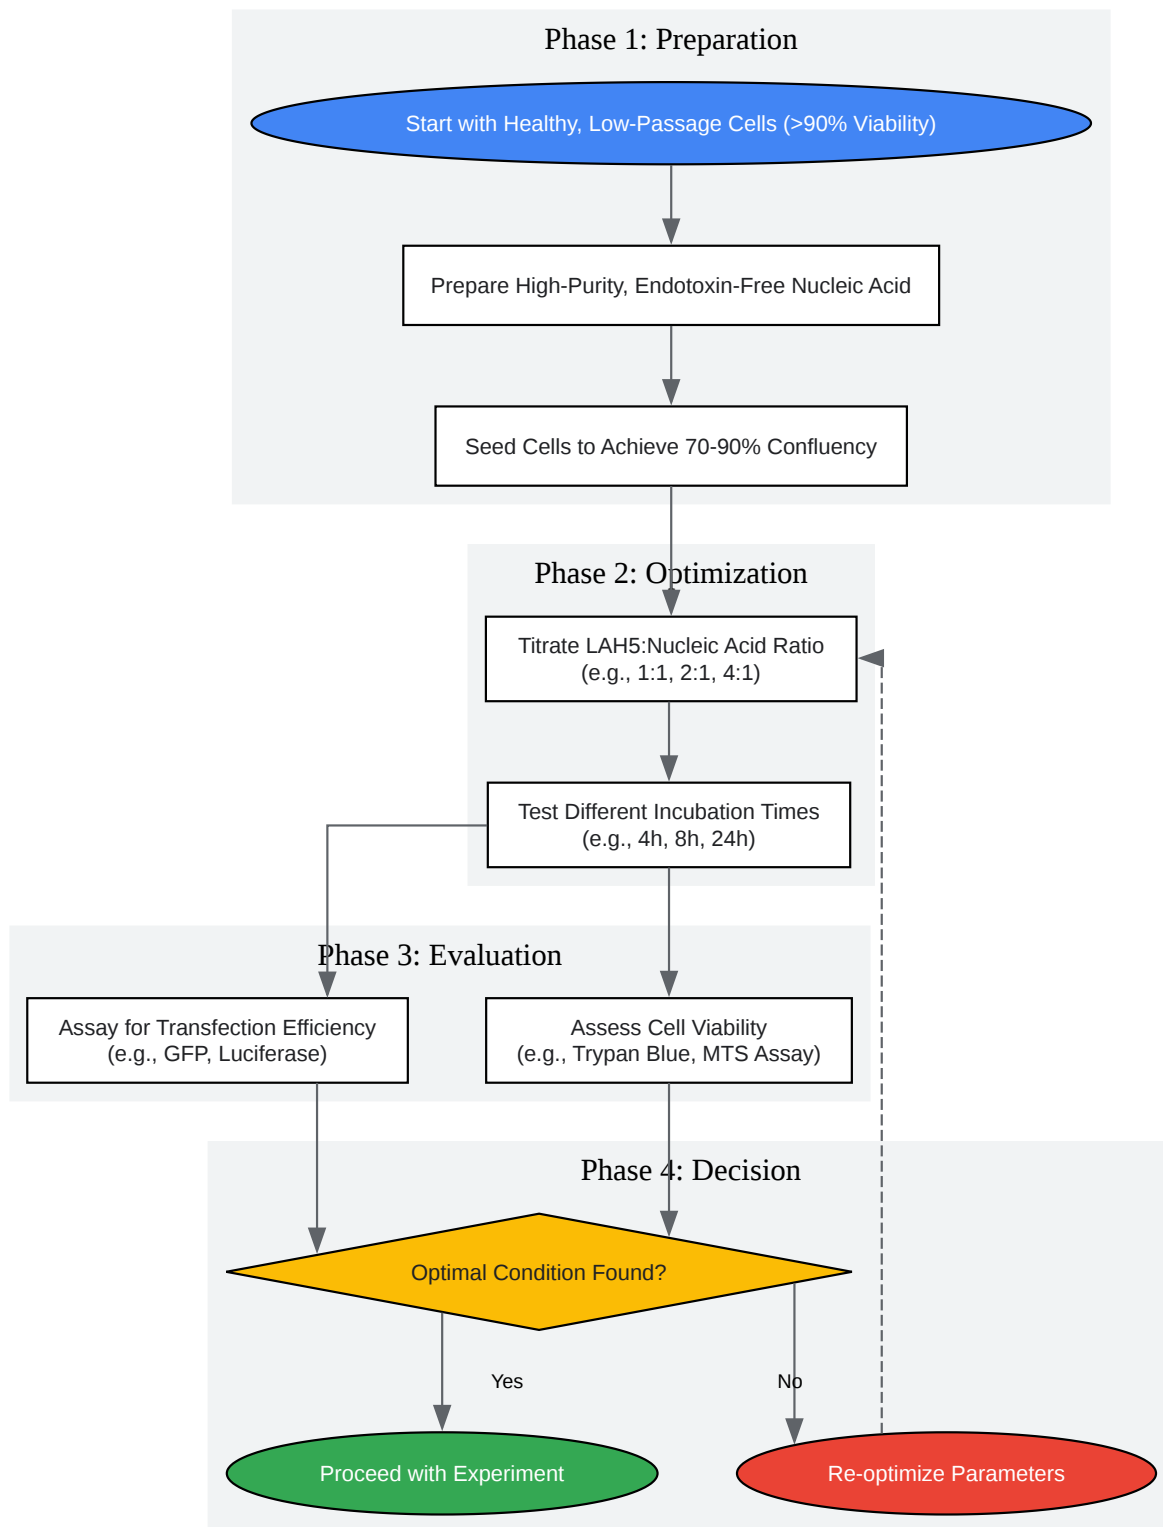 Phase 1: Preparation
Start with Healthy, Low-Passage Cells (>90% Viability)
Prepare High-Purity, Endotoxin-Free Nucleic Acid
Seed Cells to Achieve 70-90% Confluency
Phase 2: Optimization
Titrate LAH5:Nucleic Acid Ratio
(e.g., 1:1, 2:1, 4:1)
Test Different Incubation Times
(e.g., 4h, 8h, 24h)
Phase 3: Evaluation
Assay for Transfection Efficiency
(e.g., GFP, Luciferase)
Assess Cell Viability
(e.g., Trypan Blue, MTS Assay)
Phase 4: Decision
Optimal Condition Found?
Yes
No
Proceed with Experiment
Re-optimize Parameters